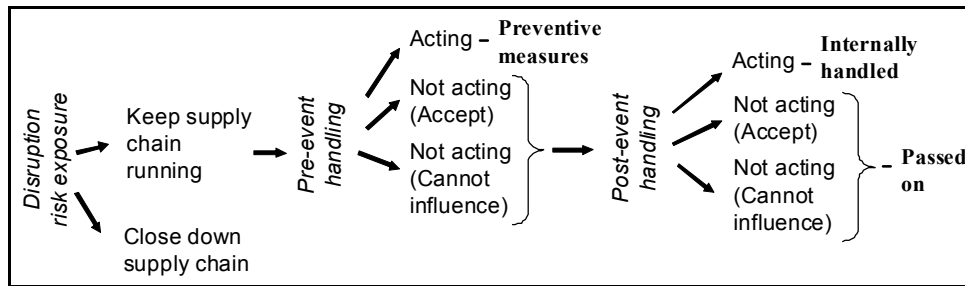 Disruption
risk exposure
Keep supply
chain
running
Close down
supply chain
Pre-event
handling
Acting – Preventive
measures
Not acting
(Accept)
Not acting
(Cannot
influence)
Post-event
handling
Acting – Internally
handled
Not acting
(Accept)
Not acting
(Cannot
influence)
– Passed
on